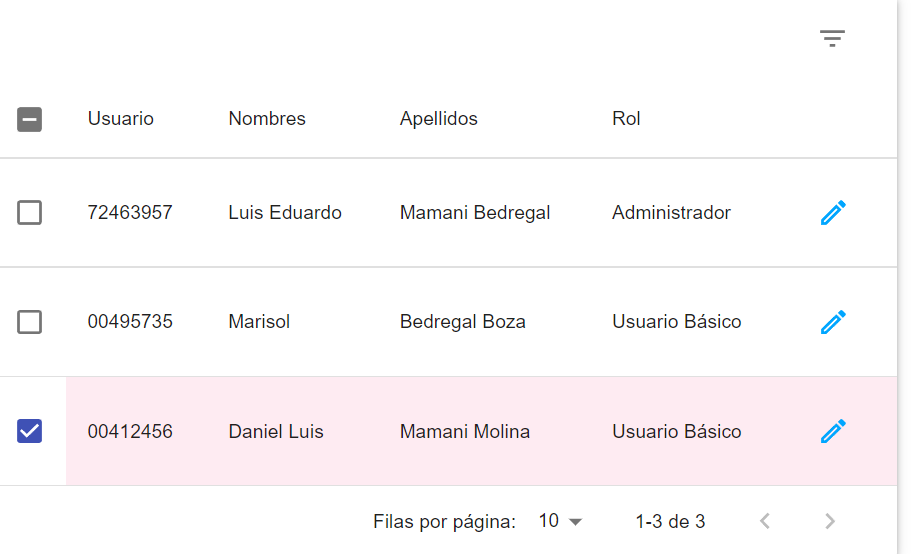 Usuario Nombres Apellidos Rol
72463957 Luis Eduardo Mamani Bedregal Administrador
00495735 Marisol Bedregal Boza Usuario Básico
00412456 Daniel Luis Mamani Molina Usuario Básico
Filas por página: 10 1-3 de 3